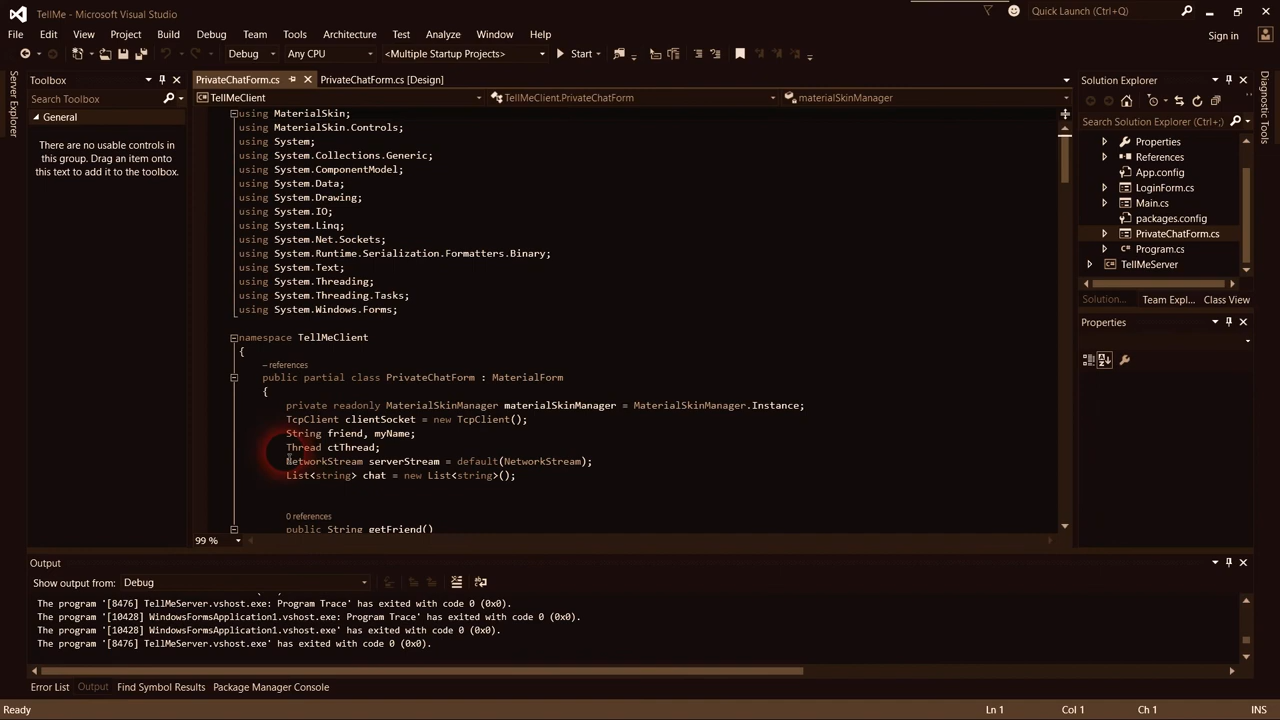 TellMe - Microsoft Visual Studio
Quick Launch (Ctrl+Q)
File Edit View Project Build Debug Team Tools Architecture Test Analyze Window Help
Sign in
Debug Any CPU <Multiple Startup Projects> Start
Server Explorer
Toolbox
Search Toolbox
General
There are no usable controls in
this group. Drag an item onto
this text to add it to the toolbox.
PrivateChatForm.cs PrivateChatForm.cs [Design]
TellMeClient TellMeClient.PrivateChatForm materialSkinManager
using MaterialSkin;
using MaterialSkin.Controls;
using System;
using System.Collections.Generic;
using System.ComponentModel;
using System.Data;
using System.Drawing;
using System.IO;
using System.Linq;
using System.Net.Sockets;
using System.Runtime.Serialization.Formatters.Binary;
using System.Text;
using System.Threading;
using System.Threading.Tasks;
using System.Windows.Forms;
namespace TellMeClient
{
– references
public partial class PrivateChatForm : MaterialForm
{
private readonly MaterialSkinManager materialSkinManager = MaterialSkinManager.Instance;
TcpClient clientSocket = new TcpClient();
String friend, myName;
Thread ctThread;
NetworkStream serverStream = default(NetworkStream);
List<string> chat = new List<string>();
0 references
public String getFriend()
99 %
Solution Explorer
Search Solution Explorer (Ctrl+;)
Properties
References
App.config
LoginForm.cs
Main.cs
packages.config
PrivateChatForm.cs
Program.cs
TellMeServer
Solution... Team Expl... Class View
Properties
Diagnostic Tools
Output
Show output from: Debug
The program '[8476] TellMeServer.vshost.exe: Program Trace' has exited with code 0 (0x0).
The program '[10428] WindowsFormsApplication1.vshost.exe: Program Trace' has exited with code 0 (0x0).
The program '[10428] WindowsFormsApplication1.vshost.exe' has exited with code 0 (0x0).
The program '[8476] TellMeServer.vshost.exe' has exited with code 0 (0x0).
Error List Output Find Symbol Results Package Manager Console
Ready Ln 1 Col 1 Ch 1 INS